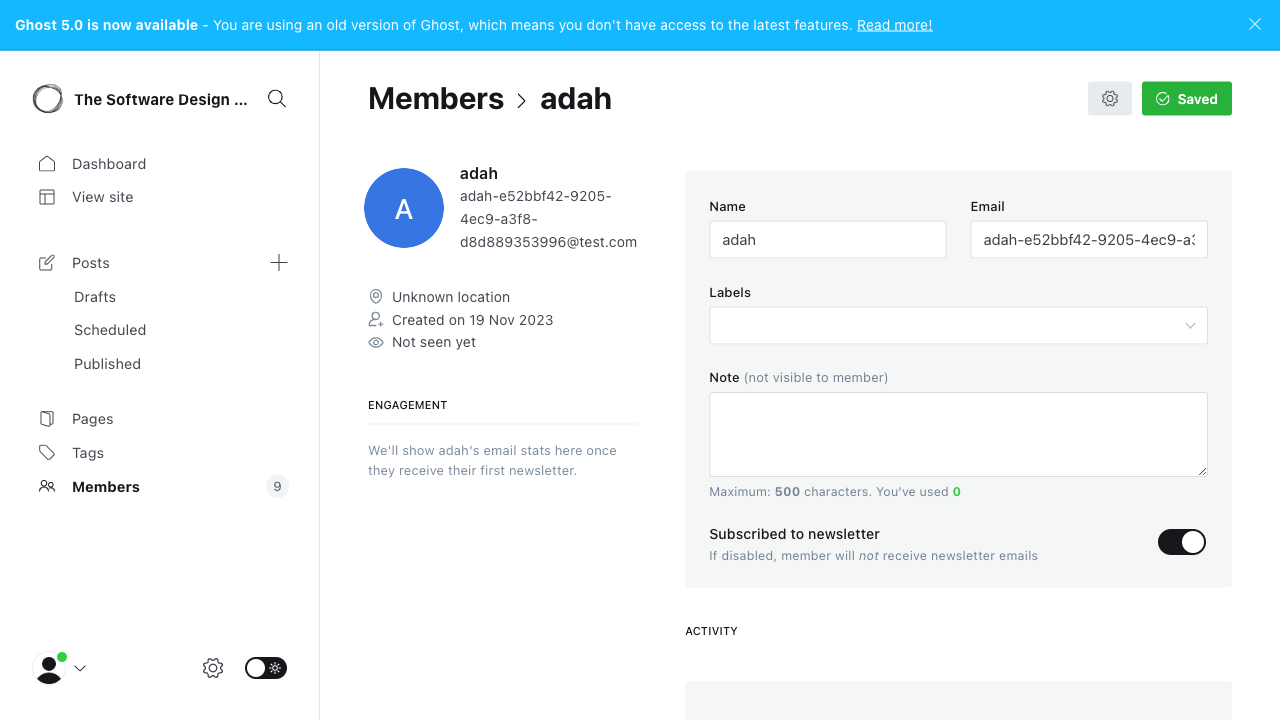 Ghost 5.0 is now available - You are using an old version of Ghost, which means you don't have access to the latest features. Read more!
The Software Design ...
Dashboard
View site
Posts
Drafts
Scheduled
Published
Pages
Tags
Members 9
Members > adah
Saved
A
adah
adah-e52bbf42-9205-
4ec9-a3f8-
d8d889353996@test.com
Unknown location
Created on 19 Nov 2023
Not seen yet
ENGAGEMENT
We'll show adah's email stats here once
they receive their first newsletter.
Name
adah
Email
adah-e52bbf42-9205-4ec9-a3
Labels
Note (not visible to member)
Maximum: 500 characters. You've used 0
Subscribed to newsletter
If disabled, member will not receive newsletter emails
ACTIVITY